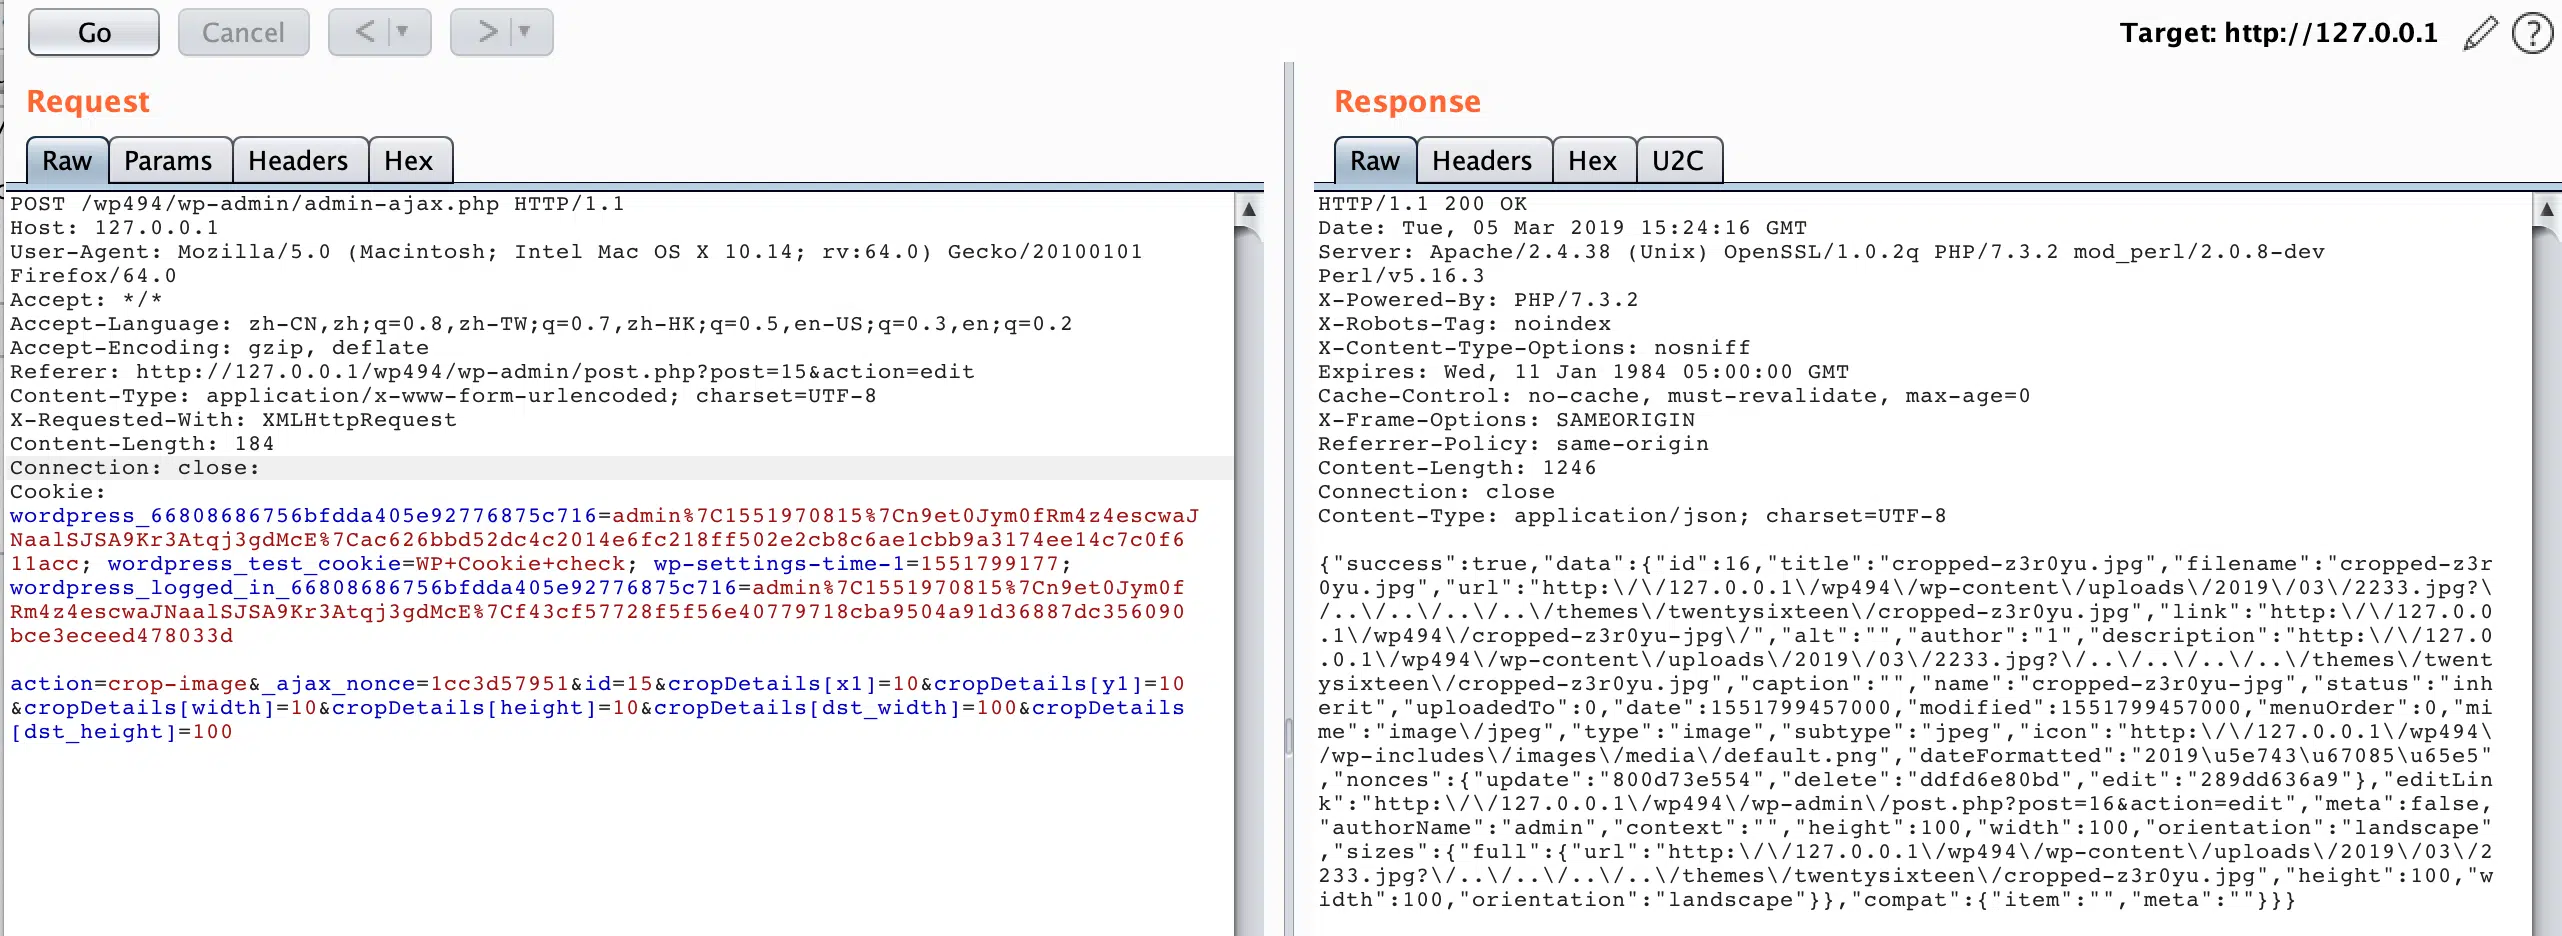 Go
Cancel
<
>
Target: http://127.0.0.1
?
Request
Raw
Params
Headers
Hex
POST /wp494/wp-admin/admin-ajax.php HTTP/1.1
Host: 127.0.0.1
User-Agent: Mozilla/5.0 (Macintosh; Intel Mac OS X 10.14; rv:64.0) Gecko/20100101
Firefox/64.0
Accept: */*
Accept-Language: zh-CN,zh;q=0.8,zh-TW;q=0.7,zh-HK;q=0.5,en-US;q=0.3,en;q=0.2
Accept-Encoding: gzip, deflate
Referer: http://127.0.0.1/wp494/wp-admin/post.php?post=15&action=edit
Content-Type: application/x-www-form-urlencoded; charset=UTF-8
X-Requested-With: XMLHttpRequest
Content-Length: 184
Connection: close:
Cookie:
wordpress_66808686756bfdda405e92776875c716=admin%7C1551970815%7Cn9et0Jym0fRm4z4escwaJ
NaalSJSA9Kr3Atqj3gdMcE%7Cac626bbd52dc4c2014e6fc218ff502e2cb8c6ae1cbb9a3174ee14c7c0f6
11acc; wordpress_test_cookie=WP+Cookie+check; wp-settings-time-1=1551799177;
wordpress_logged_in_66808686756bfdda405e92776875c716=admin%7C1551970815%7Cn9et0Jym0f
Rm4z4escwaJNaalSJSA9Kr3Atqj3gdMcE%7Cf43cf57728f5f56e40779718cba9504a91d36887dc356090
bce3eceed478033d
action=crop-image&_ajax_nonce=1cc3d57951&id=15&cropDetails[x1]=10&cropDetails[y1]=10
&cropDetails[width]=10&cropDetails[height]=10&cropDetails[dst_width]=100&cropDetails
[dst_height]=100
Response
Raw
Headers
Hex
U2C
HTTP/1.1 200 OK
Date: Tue, 05 Mar 2019 15:24:16 GMT
Server: Apache/2.4.38 (Unix) OpenSSL/1.0.2q PHP/7.3.2 mod_perl/2.0.8-dev
Perl/v5.16.3
X-Powered-By: PHP/7.3.2
X-Robots-Tag: noindex
X-Content-Type-Options: nosniff
Expires: Wed, 11 Jan 1984 05:00:00 GMT
Cache-Control: no-cache, must-revalidate, max-age=0
X-Frame-Options: SAMEORIGIN
Referrer-Policy: same-origin
Content-Length: 1246
Connection: close
Content-Type: application/json; charset=UTF-8
{"success":true,"data":{"id":16,"title":"cropped-z3r0yu.jpg","filename":"cropped-z3r
0yu.jpg","url":"http:\/\/127.0.0.1\/wp494\/wp-content\/uploads\/2019\/03\/2233.jpg?\
/..\/..\/..\/..\/themes\/twentysixteen\/cropped-z3r0yu.jpg","link":"http:\/\/127.0.0
.1\/wp494\/cropped-z3r0yu-jpg\/","alt":"","author":"1","description":"http:\/\/127.0
.0.1\/wp494\/wp-content\/uploads\/2019\/03\/2233.jpg?\/..\/..\/..\/..\/themes\/twent
ysixteen\/cropped-z3r0yu.jpg","caption":"","name":"cropped-z3r0yu-jpg","status":"inh
erit","uploadedTo":0,"date":1551799457000,"modified":1551799457000,"menuOrder":0,"mi
me":"image\/jpeg","type":"image","subtype":"jpeg","icon":"http:\/\/127.0.0.1\/wp494\
/wp-includes\/images\/media\/default.png","dateFormatted":"2019\u5e743\u67085\u65e5"
,"nonces":{"update":"800d73e554","delete":"ddfd6e80bd","edit":"289dd636a9"},"editLin
k":"http:\/\/127.0.0.1\/wp494\/wp-admin\/post.php?post=16&action=edit","meta":false,
"authorName":"admin","context":"","height":100,"width":100,"orientation":"landscape"
,"sizes":{"full":{"url":"http:\/\/127.0.0.1\/wp494\/wp-content\/uploads\/2019\/03\/2
233.jpg?\/..\/..\/..\/..\/themes\/twentysixteen\/cropped-z3r0yu.jpg","height":100,"w
idth":100,"orientation":"landscape"}},"compat":{"item":"","meta":""}}}